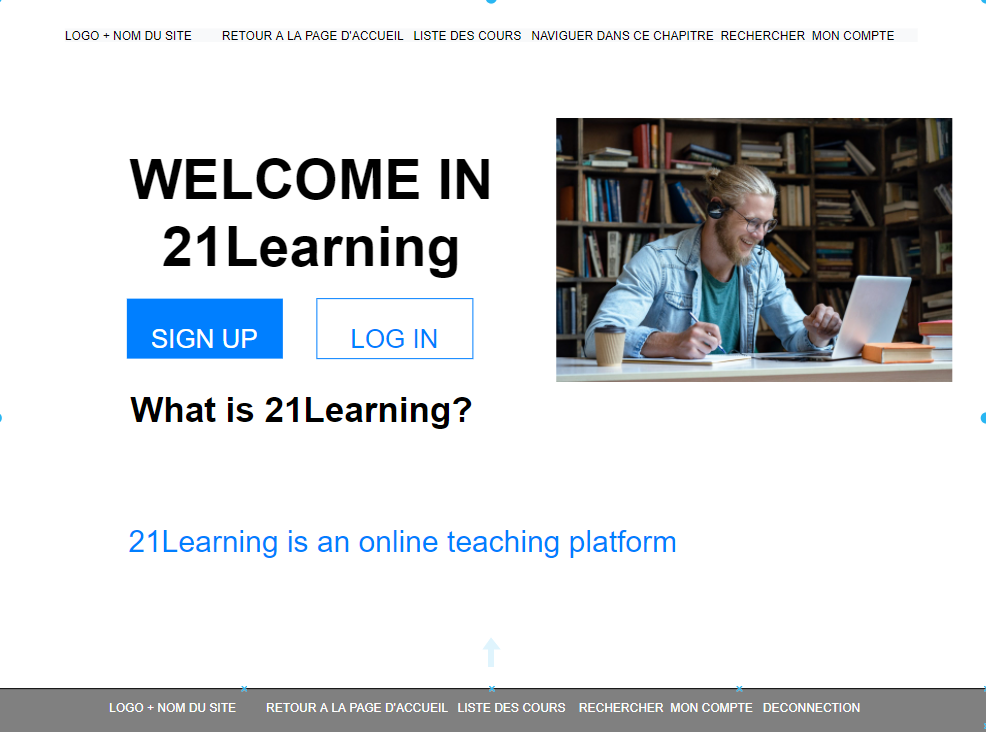 LOGO + NOM DU SITE RETOUR A LA PAGE D'ACCUEIL LISTE DES COURS NAVIGUER DANS CE CHAPITRE RECHERCHER MON COMPTE
WELCOME IN
21Learning
SIGN UP LOG IN
What is 21Learning?
21Learning is an online teaching platform
LOGO + NOM DU SITE RETOUR A LA PAGE D'ACCUEIL LISTE DES COURS RECHERCHER MON COMPTE DECONNECTION